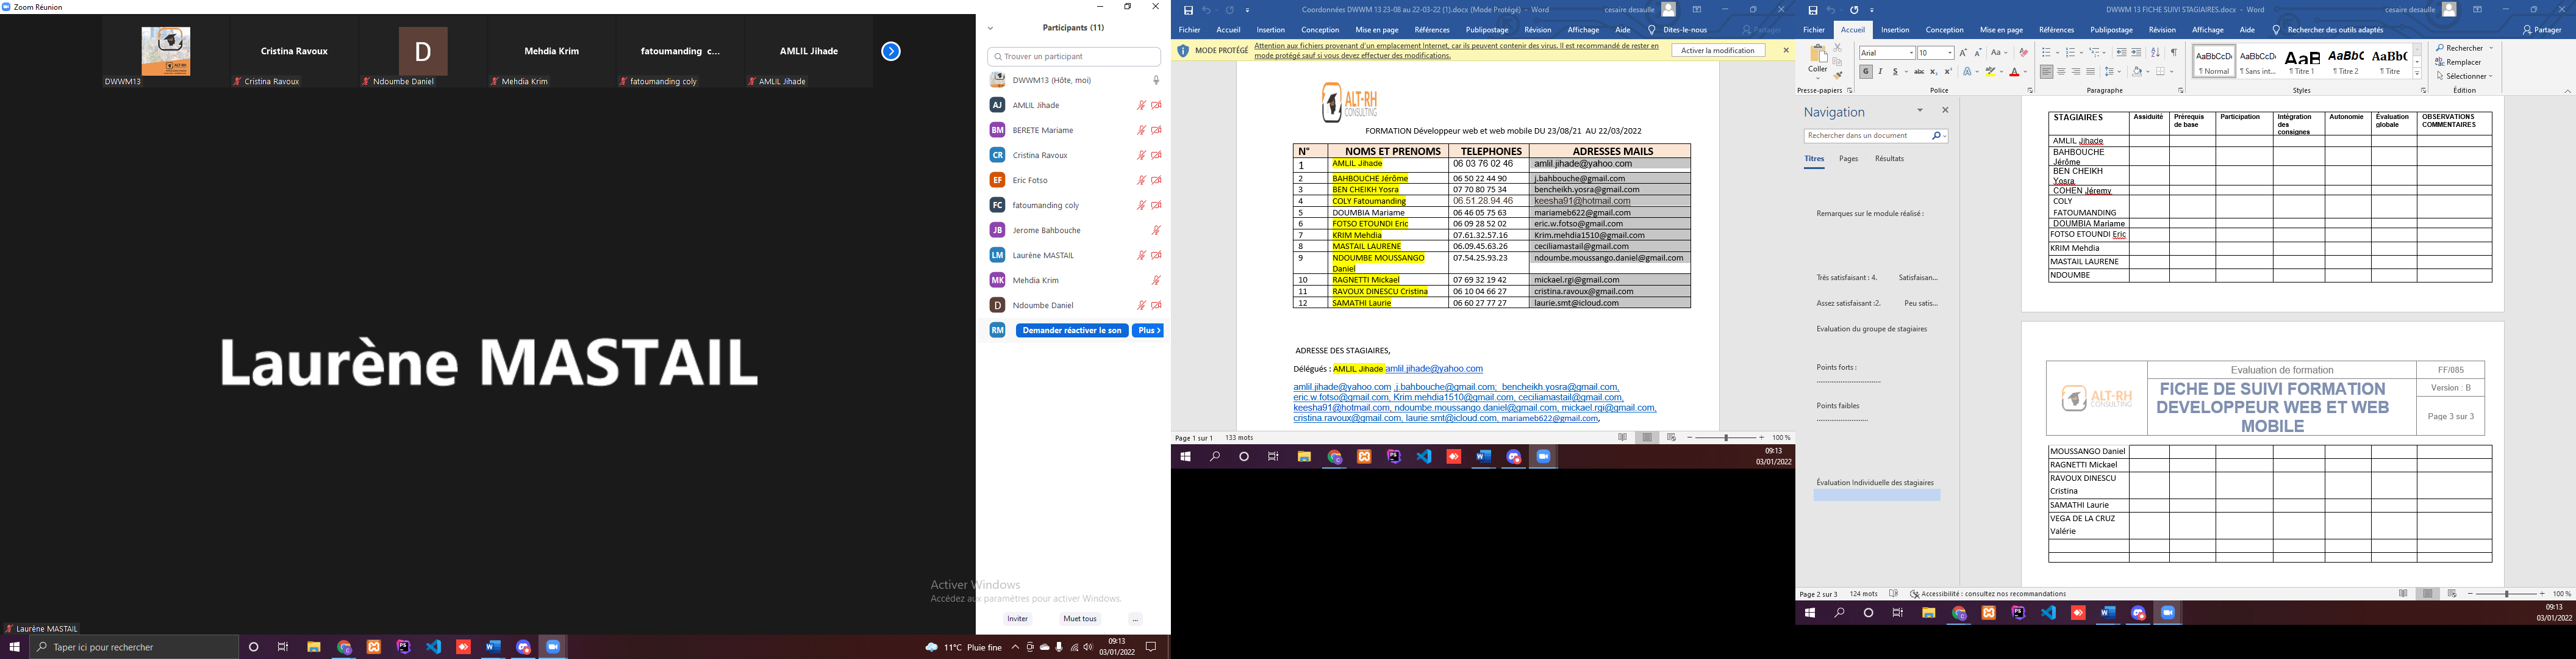 Zoom Réunion
DWWM13
Cristina Ravoux
Cristina Ravoux
D
Ndoumbe Daniel
Mehdia Krim
Mehdia Krim
fatoumanding c...
fatoumanding coly
AMLIL Jihade
AMLIL Jihade
Laurène MASTAIL
Laurène MASTAIL
Participants (11)
Trouver un participant
DWWM13 (Hôte, moi)
AJ AMLIL Jihade
BM BERETE Mariame
CR Cristina Ravoux
EF Eric Fotso
FC fatoumanding coly
JB Jerome Bahbouche
LM Laurène MASTAIL
MK Mehdia Krim
D Ndoumbe Daniel
RM Demander réactiver le son Plus
Activer Windows
Accédez aux paramètres pour activer Windows.
Inviter Muet tous ...
Taper ici pour rechercher
11°C Pluie fine
09:13
03/01/2022
Coordonnées DWWM 13 23-08 au 22-03-22 (1).docx (Mode Protégé) - Word
cesaire desaulle
Fichier Accueil Insertion Conception Mise en page Références Publipostage Révision Affichage Aide Dites-le-nous Partager
MODE PROTÉGÉ Attention aux fichiers provenant d'un emplacement Internet, car ils peuvent contenir des virus. Il est recommandé de rester en
mode protégé sauf si vous devez effectuer des modifications.
Activer la modification
ALT-RH
CONSULTING
FORMATION Développeur web et web mobile DU 23/08/21 AU 22/03/2022
N° NOMS ET PRENOMS TELEPHONES ADRESSES MAILS
1 AMLIL Jihade 06 03 76 02 46 amlil.jihade@yahoo.com
2 BAHBOUCHE Jérôme 06 50 22 44 90 j.bahbouche@gmail.com
3 BEN CHEIKH Yosra 07 70 80 75 34 bencheikh.yosra@gmail.com
4 COLY Fatoumanding 06.51.28.94.46 keesha91@hotmail.com
5 DOUMBIA Mariame 06 46 05 75 63 mariameb622@gmail.com
6 FOTSO ETOUNDI Eric 06 09 28 52 02 eric.w.fotso@gmail.com
7 KRIM Mehdia 07.61.32.57.16 Krim.mehdia1510@gmail.com
8 MASTAIL LAURENE 06.09.45.63.26 ceciliamastail@gmail.com
9 NDOUMBE MOUSSANGO 07.54.25.93.23 ndoumbe.moussango.daniel@gmail.com
Daniel
10 RAGNETTI Mickael 07 69 32 19 42 mickael.rgi@gmail.com
11 RAVOUX DINESCU Cristina 06 10 04 66 27 cristina.ravoux@gmail.com
12 SAMATHI Laurie 06 60 27 77 27 laurie.smt@icloud.com
ADRESSE DES STAGIAIRES,
Délégués : AMLIL Jihade amlil.jihade@yahoo.com
amlil.jihade@yahoo.com ,j.bahbouche@gmail.com; bencheikh.yosra@gmail.com,
eric.w.fotso@gmail.com, Krim.mehdia1510@gmail.com, ceciliamastail@gmail.com,
keesha91@hotmail.com, ndoumbe.moussango.daniel@gmail.com, mickael.rgi@gmail.com,
cristina.ravoux@gmail.com, laurie.smt@icloud.com, mariameb622@gmail.com,
Page 1 sur 1 133 mots 100 %
09:13
03/01/2022
DWWM 13 FICHE SUIVI STAGIAIRES.docx - Word
cesaire desaulle
Fichier Accueil Insertion Conception Mise en page Références Publipostage Révision Affichage Aide Rechercher des outils adaptés Partager
Coller
Arial 10
G I S abc
AaBbCcDc AaBbCcDc AaB AaBbC AaBbC
¶ Normal ¶ Sans int... ¶ Titre 1 ¶ Titre 2 ¶ Titre
Rechercher
Remplacer
Sélectionner
Presse-papiers Police Paragraphe Styles Édition
Navigation
Rechercher dans un document
Titres Pages Résultats
Remarques sur le module réalisé :
Très satisfaisant : 4. Satisfaisan...
Assez satisfaisant :2. Peu satis...
Evaluation du groupe de stagiaires
Points forts :
Points faibles
Évaluation Individuelle des stagiaires
STAGIAIRES Assiduité Prérequis de base Participation Intégration des consignes Autonomie Évaluation globale OBSERVATIONS COMMENTAIRES
AMLIL Jihade
BAHBOUCHE
Jérôme
BEN CHEIKH
Yosra
COHEN Jéremy
COLY
FATOUMANDING
DOUMBIA Mariame
FOTSO ETOUNDI Eric
KRIM Mehdia
MASTAIL LAURENE
NDOUMBE
ALT-RH
CONSULTING
Evaluation de formation
FICHE DE SUIVI FORMATION
DEVELOPPEUR WEB ET WEB
MOBILE
FF/085
Version : B
Page 3 sur 3
MOUSSANGO Daniel
RAGNETTI Mickael
RAVOUX DINESCU
Cristina
SAMATHI Laurie
VEGA DE LA CRUZ
Valérie
Page 2 sur 3 124 mots Accessibilité : consultez nos recommandations 100 %
09:13
03/01/2022